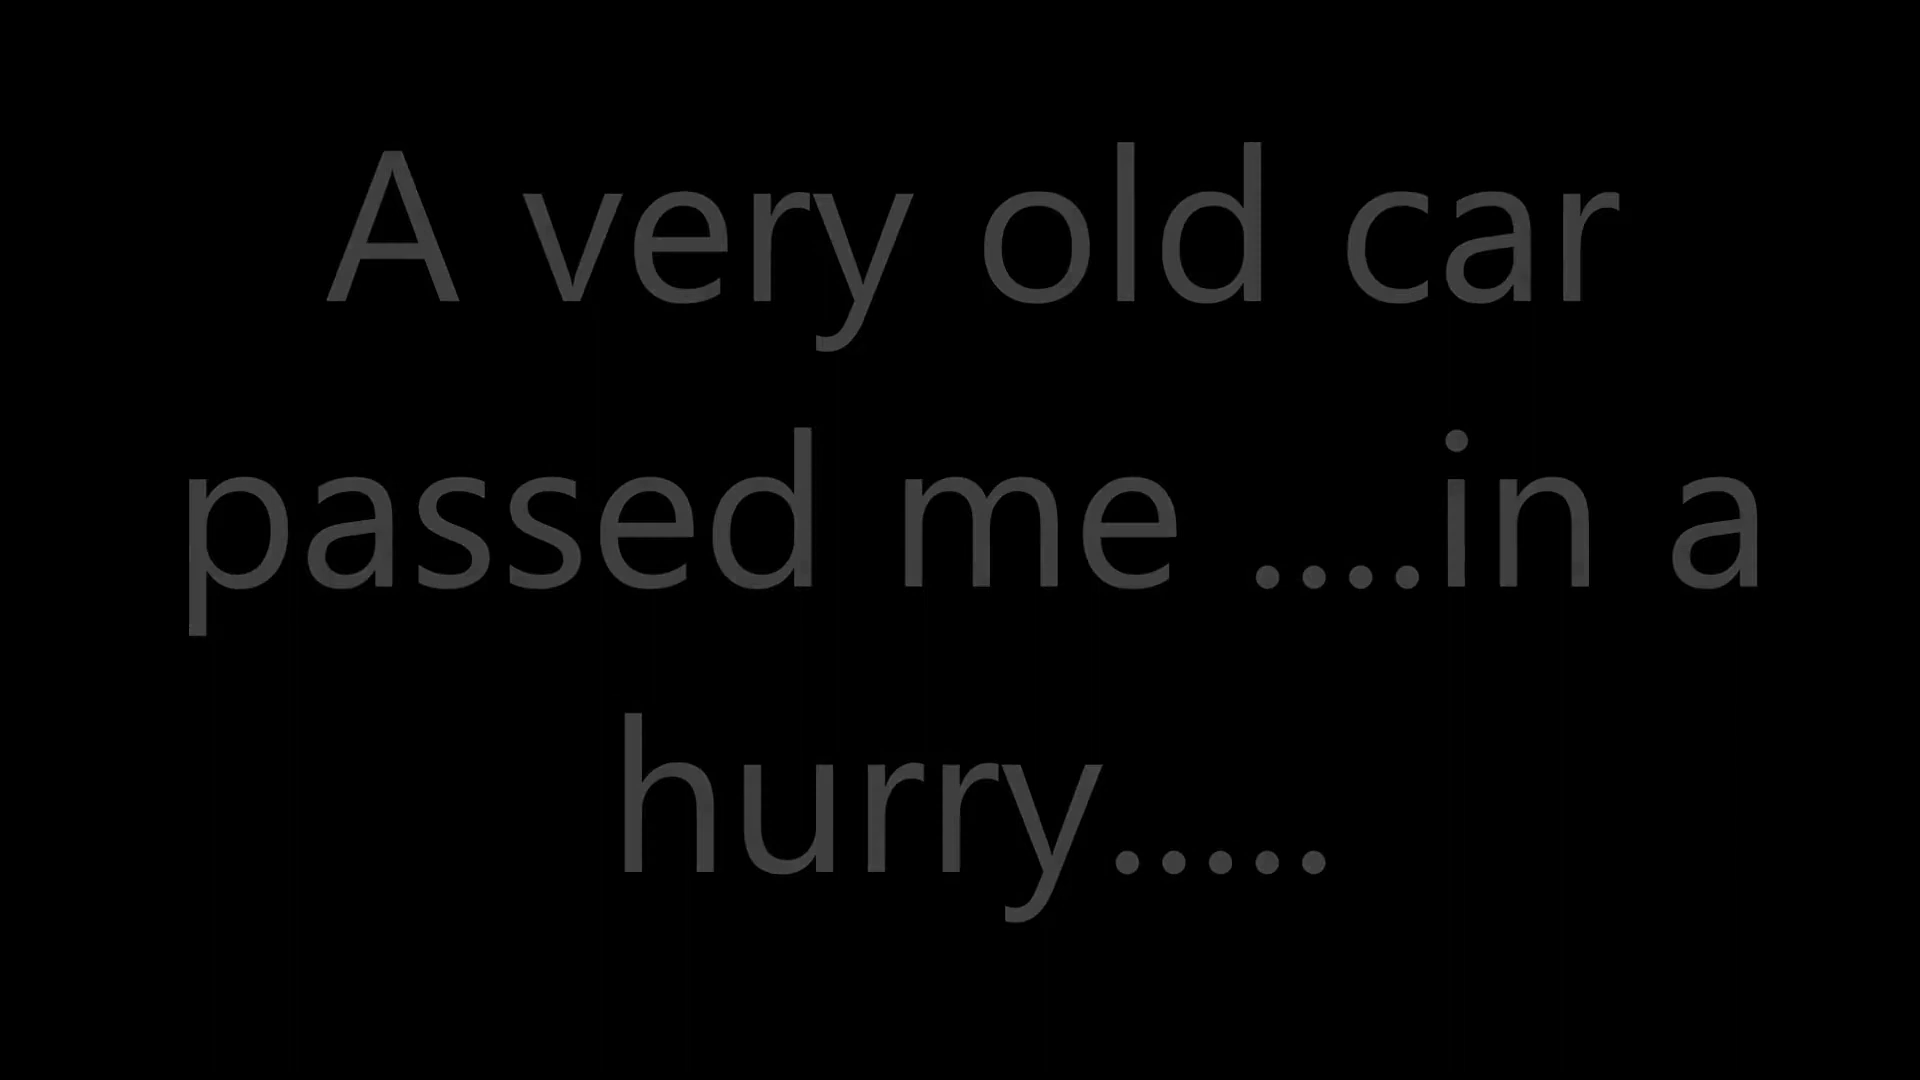 A very old car
passed me ....in a
hurry.....